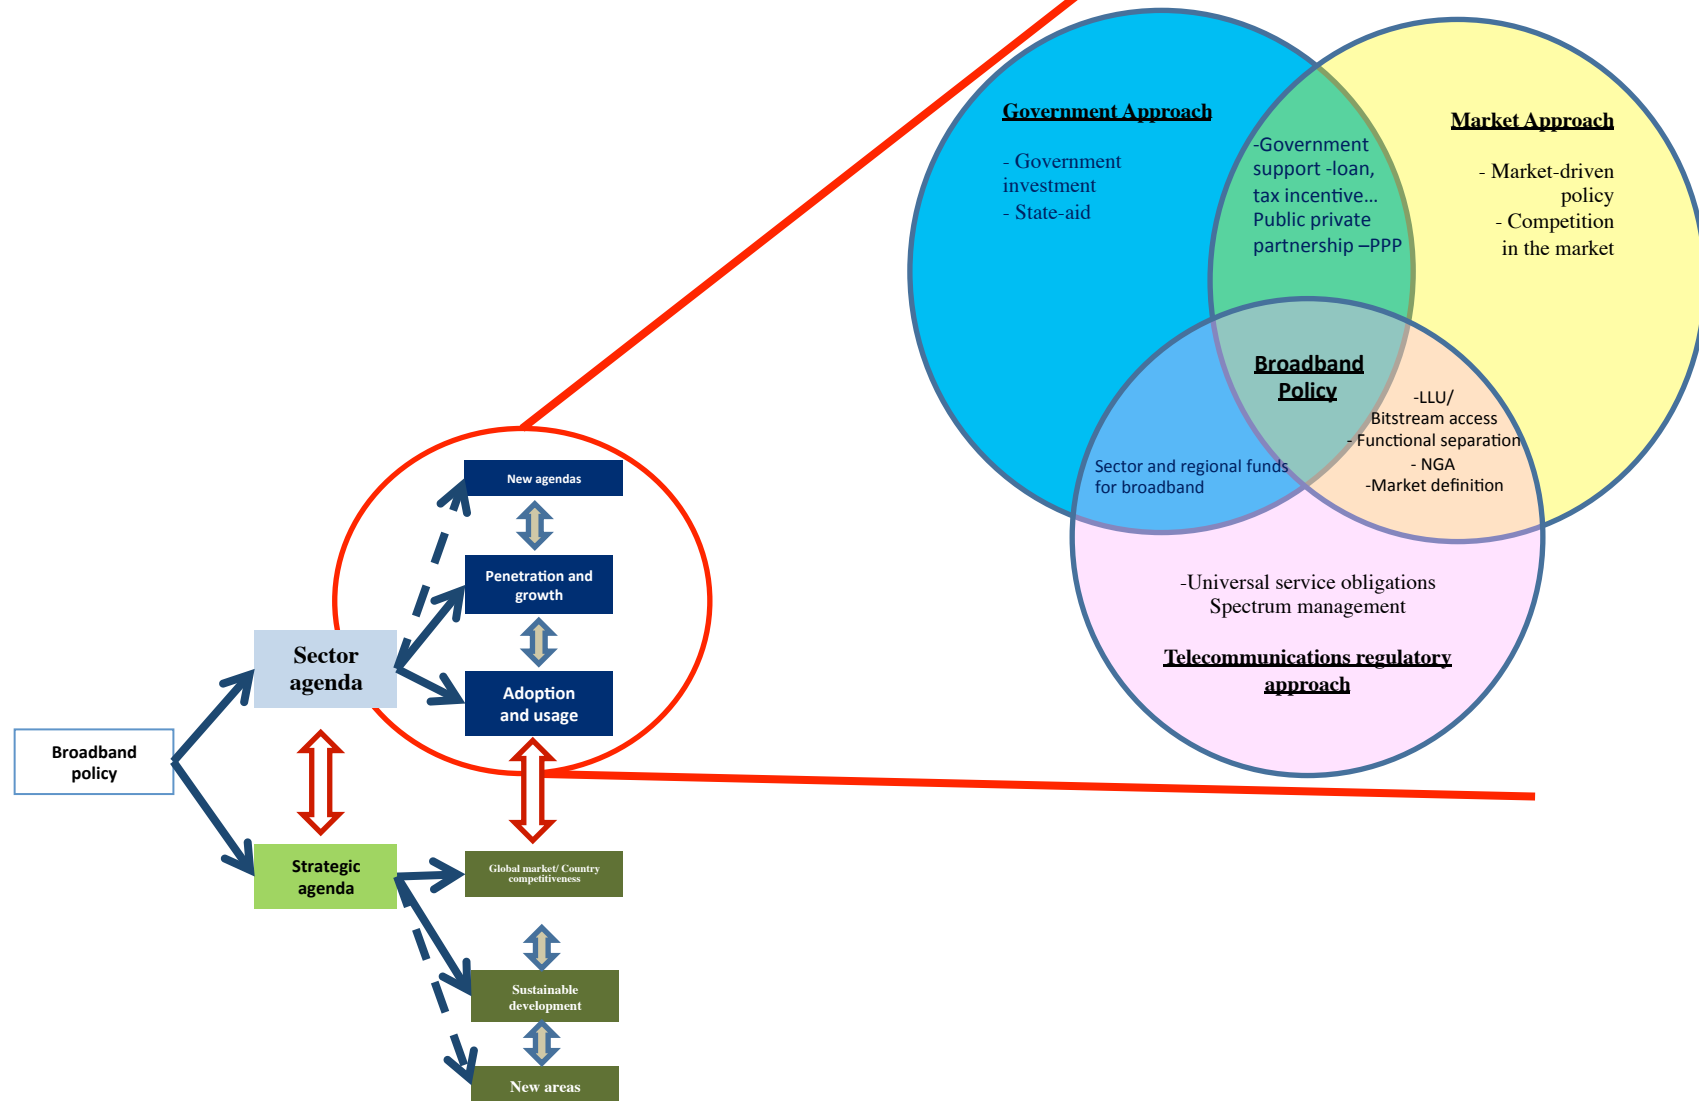 Government Approach
- Government
investment
- State-aid
-Government
support -loan,
tax incentive...
Public private
partnership –PPP
Market Approach
- Market-driven
policy
- Competition
in the market
Broadband
Policy
-LLU/
Bitstream access
- Functional separation
- NGA
-Market definition
Sector and regional funds
for broadband
-Universal service obligations
Spectrum management
Telecommunications regulatory
approach
New agendas
Penetration and
growth
Adoption
and usage
Sector
agenda
Broadband
policy
Strategic
agenda
Global market/ Country
competitiveness
Sustainable
development
New areas